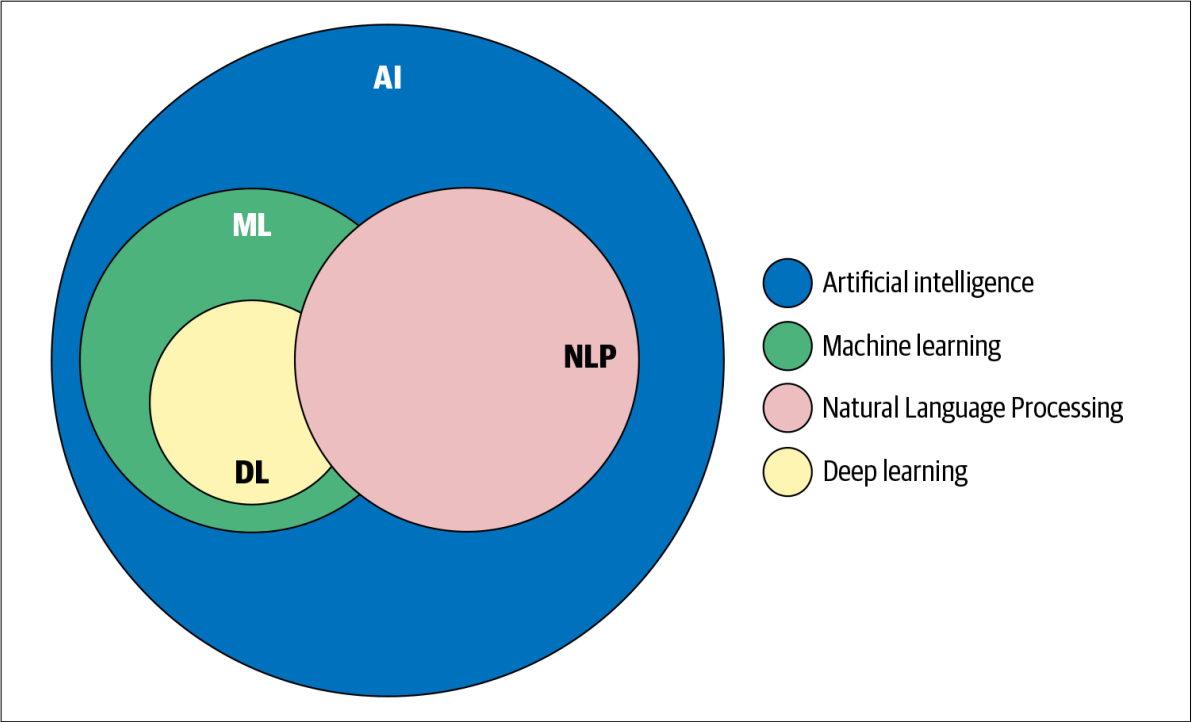 AI
ML
NLP
DL
Artificial intelligence
Machine learning
Natural Language Processing
Deep learning